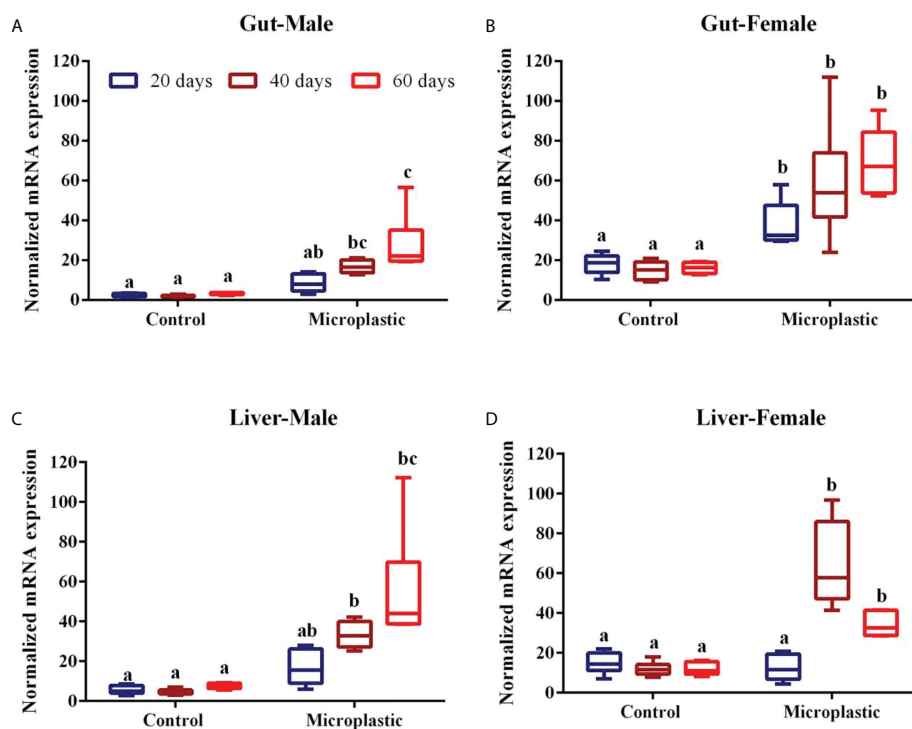 A
Gut-Male
Normalized mRNA expression
120
100
80
60
40
20
0
20 days 40 days 60 days
a a a ab bc c
Control Microplastic
B
Gut-Female
Normalized mRNA expression
120
100
80
60
40
20
0
a a a b b b
Control Microplastic
C
Liver-Male
Normalized mRNA expression
120
100
80
60
40
20
0
a a a ab b bc
Control Microplastic
D
Liver-Female
Normalized mRNA expression
120
100
80
60
40
20
0
a a a a b b
Control Microplastic